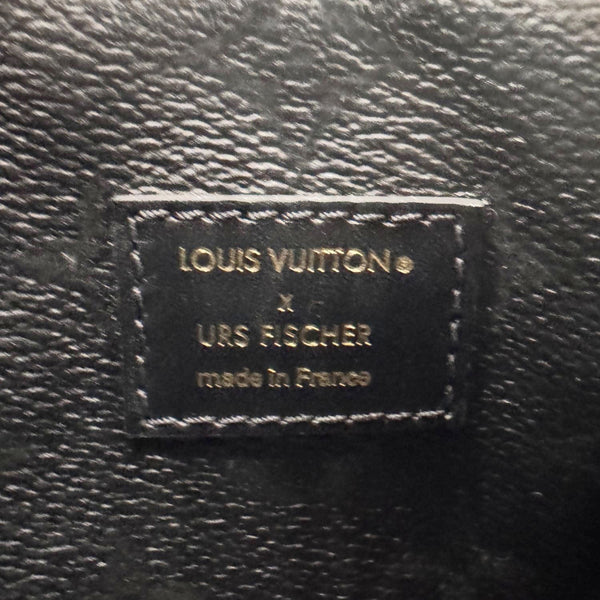 LOUIS VUITTON®
x
URS FISCHER
made in France